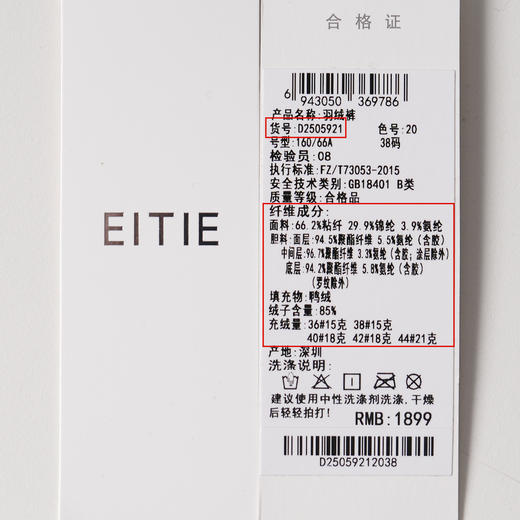 EITIE
合格证
6 943050 369786
产品名称:羽绒裤
货号:D2505921 色号:20
号型:160/66A 38码
检验员:08
执行标准:FZ/T73053-2015
安全技术类别:GB18401 B类
质量等级:合格品
纤维成分:
面料:66.2%粘纤 29.9%锦纶 3.9%氨纶
胆料:面层:94.5%聚酯纤维 5.5%氨纶(含胶)
中间层:96.7%聚酯纤维 3.3%氨纶(含胶;涂层除外)
底层:94.2%聚酯纤维 5.8%氨纶(含胶)
(罗纹除外)
填充物:鸭绒
绒子含量:85%
充绒量:36#15克 38#15克
40#18克 42#18克 44#21克
产地:深圳
洗涤说明:
建议使用中性洗涤剂洗涤,干燥
后轻轻拍打!
RMB:1899
D25059212038